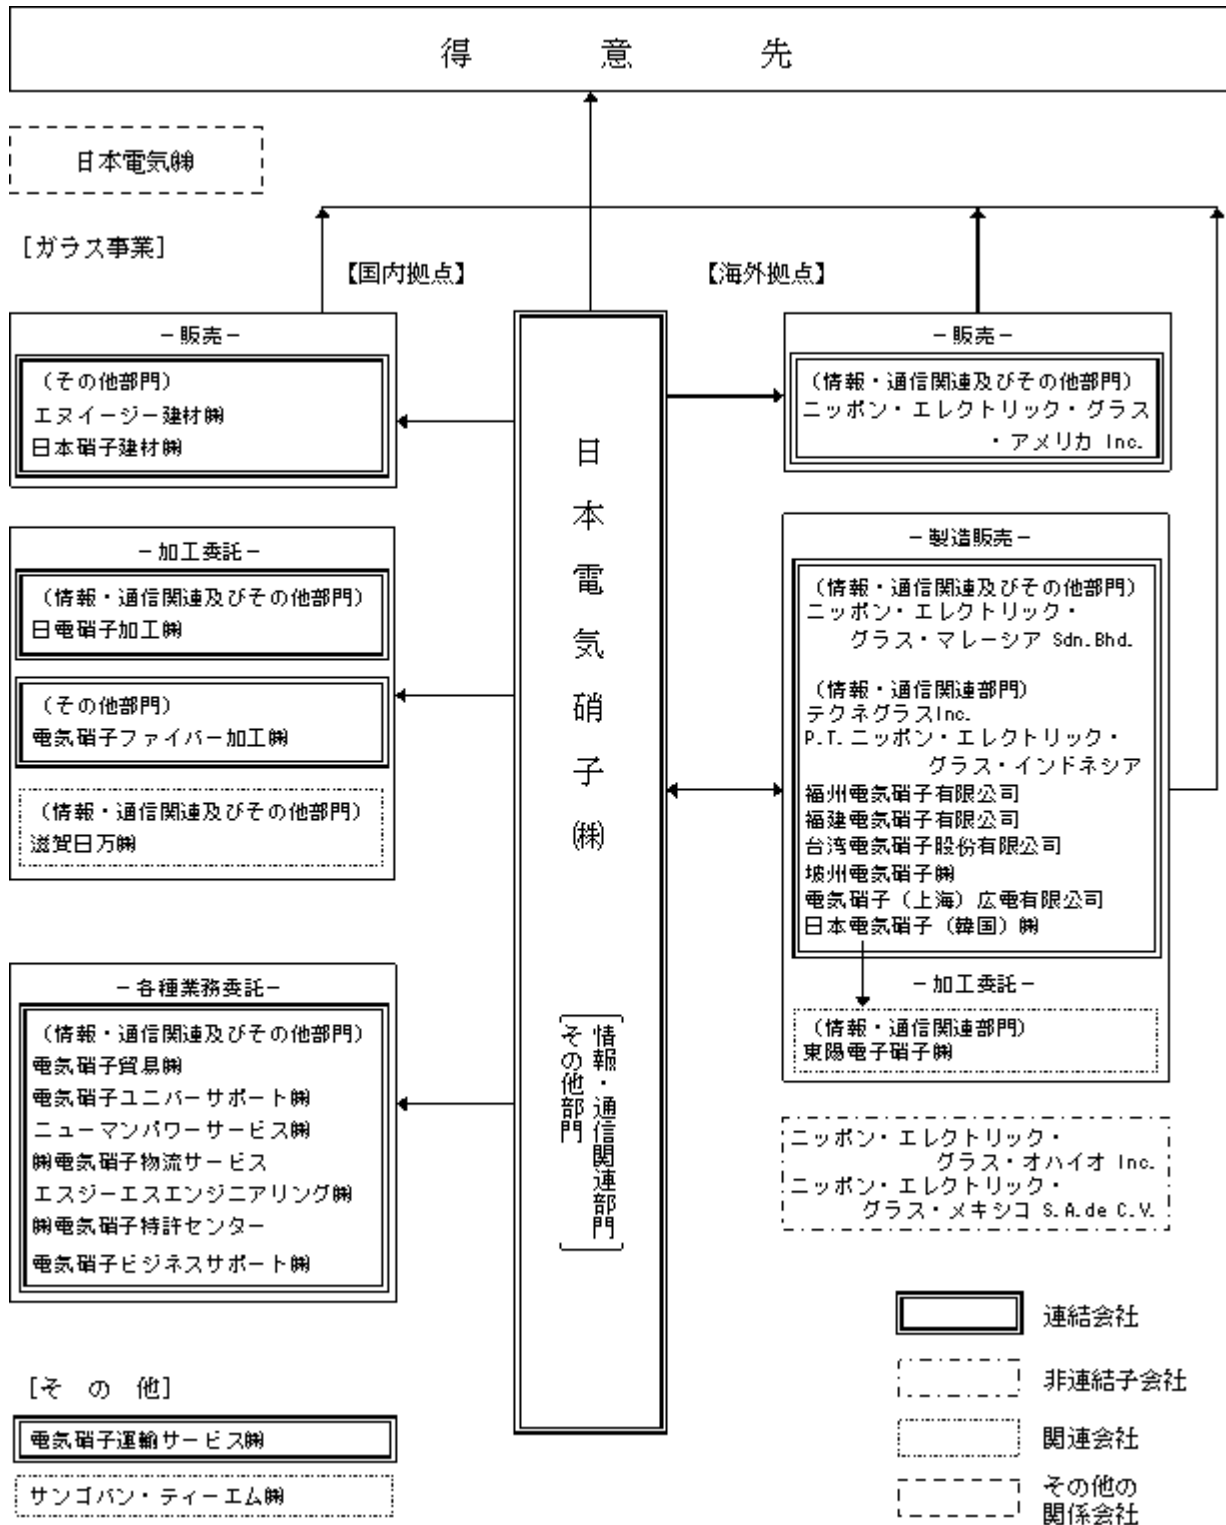 得意先
日本電気㈱
[ガラス事業]
【国内拠点】
【海外拠点】
－販売－
（その他部門）
エヌイージー建材㈱
日本硝子建材㈱
－加工委託－
（情報・通信関連及びその他部門）
日電硝子加工㈱
（その他部門）
電気硝子ファイバー加工㈱
（情報・通信関連及びその他部門）
滋賀日万㈱
－各種業務委託－
（情報・通信関連及びその他部門）
電気硝子貿易㈱
電気硝子ユニバーサポート㈱
ニューマンパワーサービス㈱
㈱電気硝子物流サービス
エスジーエスエンジニアリング㈱
㈱電気硝子特許センター
電気硝子ビジネスサポート㈱
[その他]
電気硝子運輸サービス㈱
サンゴバン・ティーエム㈱
日本電気硝子㈱
情報・通信関連部門
その他部門
－販売－
（情報・通信関連及びその他部門）
ニッポン・エレクトリック・グラス
・アメリカ Inc.
－製造販売－
（情報・通信関連及びその他部門）
ニッポン・エレクトリック・
グラス・マレーシア Sdn.Bhd.
（情報・通信関連部門）
テクネグラスInc.
P.T.ニッポン・エレクトリック・
グラス・インドネシア
福州電気硝子有限公司
福建電気硝子有限公司
台湾電気硝子股份有限公司
坡州電気硝子㈱
電気硝子（上海）広電有限公司
日本電気硝子（韓国）㈱
－加工委託－
（情報・通信関連部門）
東陽電子硝子㈱
ニッポン・エレクトリック・
グラス・オハイオ Inc.
ニッポン・エレクトリック・
グラス・メキシコ S.A.de C.V.
連結会社
非連結子会社
関連会社
その他の
関係会社